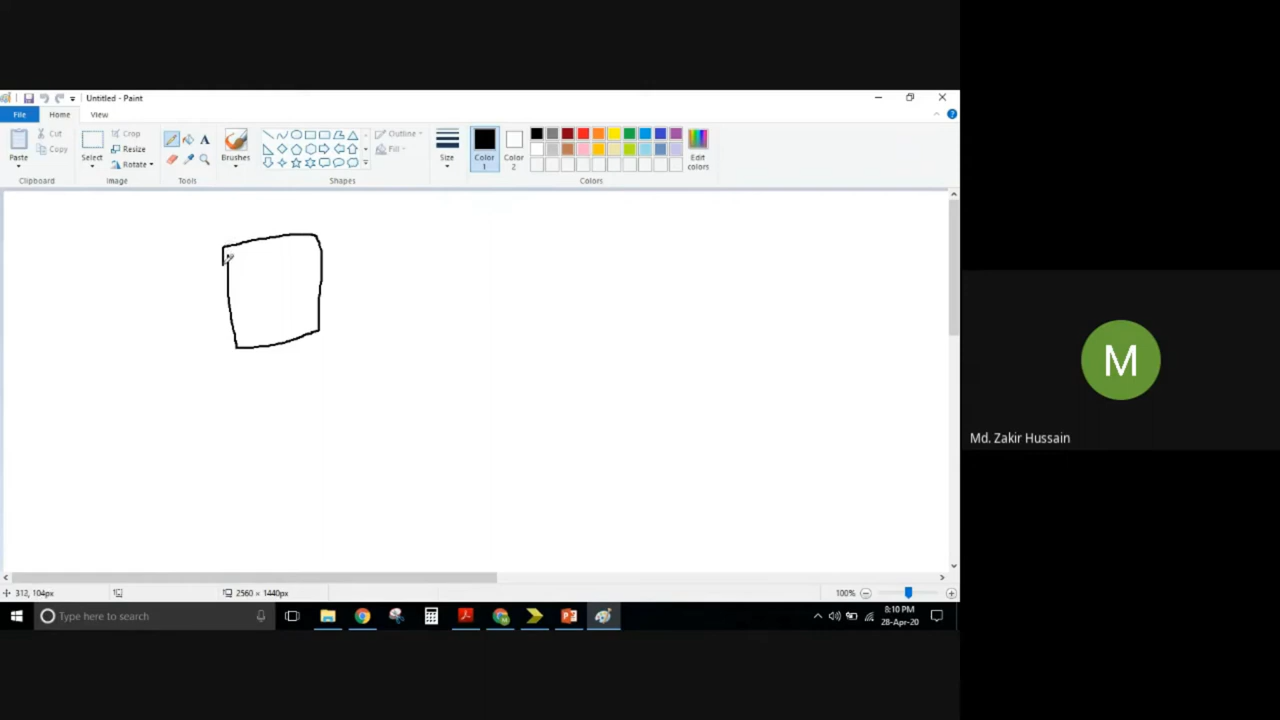 Untitled - Paint
File Home View
Cut
Copy
Paste
Clipboard
Select
Crop
Resize
Rotate
Image
Tools
Brushes
Shapes
Outline
Fill
Size
Color 1
Color 2
Edit colors
Colors
M
Md. Zakir Hussain
312, 104px
2560 × 1440px
100%
Type here to search
8:10 PM
28-Apr-20